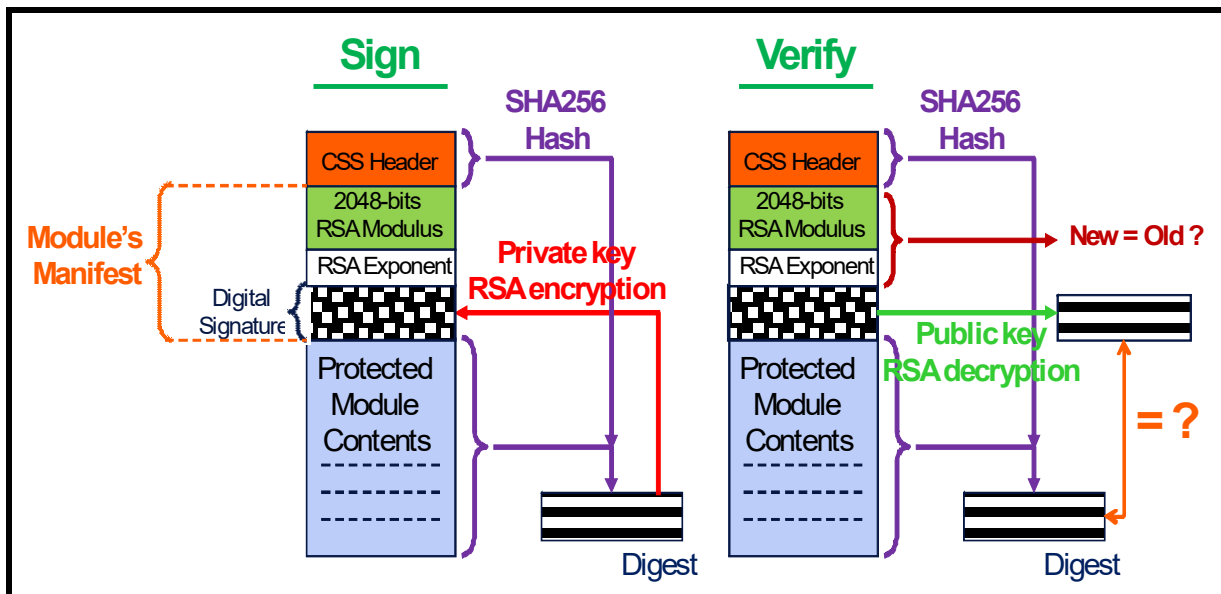 Sign
SHA256
Hash
CSS Header
2048-bits
RSA Modulus
RSA Exponent
Module's
Manifest
Digital
Signature
Private key
RSA encryption
Protected
Module
Contents
Digest
Verify
SHA256
Hash
CSS Header
2048-bits
RSA Modulus
RSA Exponent
New = Old ?
Public key
RSA decryption
Protected
Module
Contents
= ?
Digest